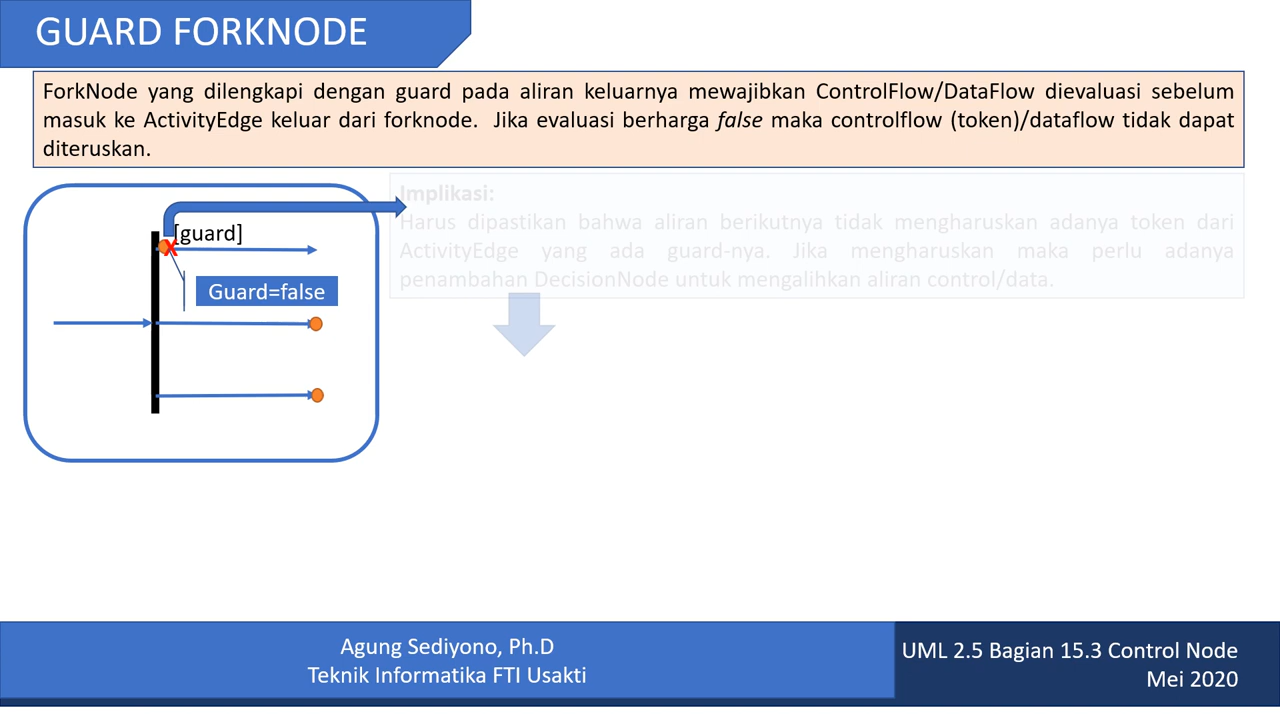 GUARD FORKNODE
ForkNode yang dilengkapi dengan guard pada aliran keluarnya mewajibkan ControlFlow/DataFlow dievaluasi sebelum
masuk ke ActivityEdge keluar dari forknode. Jika evaluasi berharga false maka controlflow (token)/dataflow tidak dapat
diteruskan.
Implikasi:
Harus dipastikan bahwa aliran berikutnya tidak mengharuskan adanya token dari
ActivityEdge yang ada guard-nya. Jika mengharuskan maka perlu adanya
penambahan DecisionNode untuk mengalihkan aliran control/data.
[guard]
X
Guard=false
Agung Sediyono, Ph.D
Teknik Informatika FTI Usakti
UML 2.5 Bagian 15.3 Control Node
Mei 2020